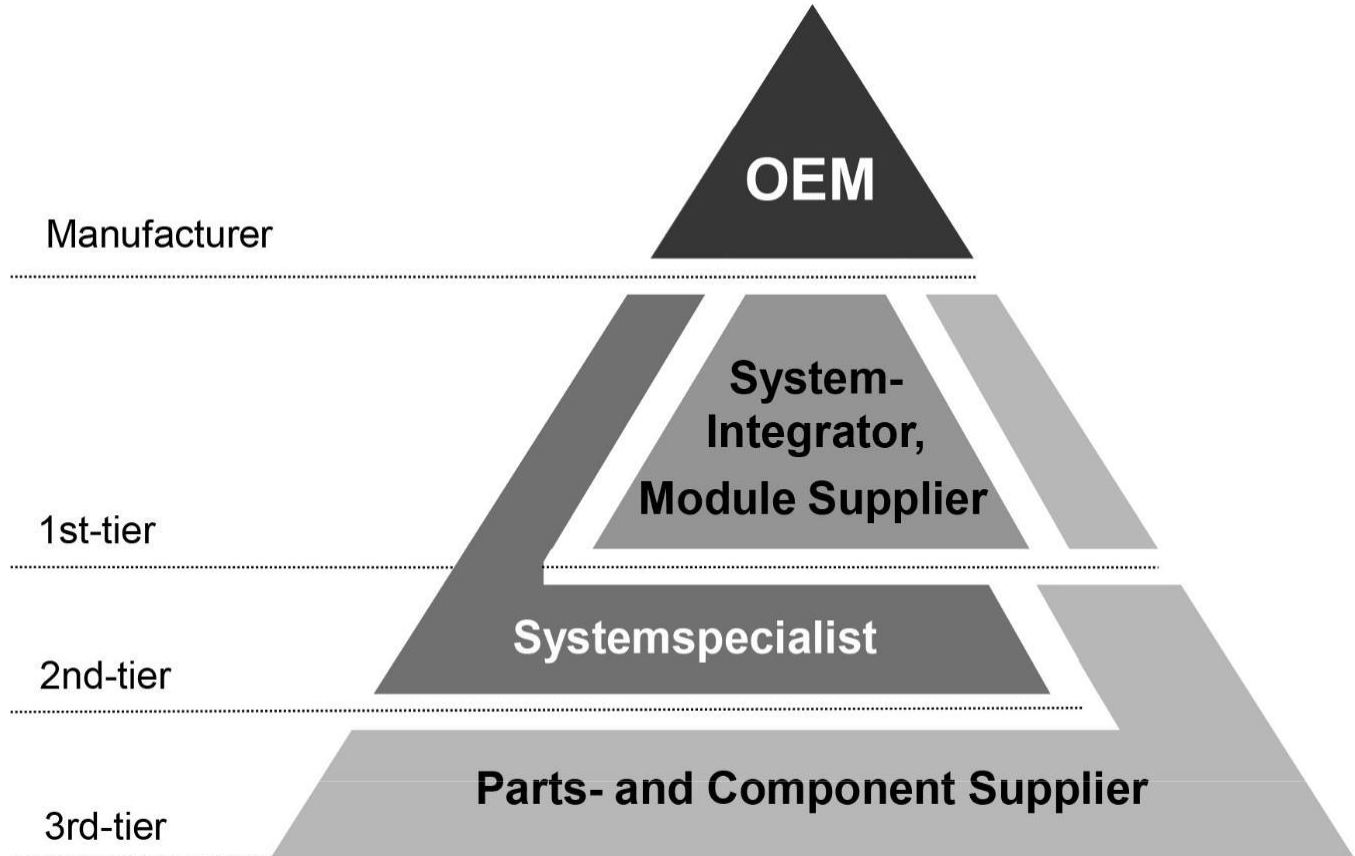 OEM
Manufacturer
System-
Integrator,
Module Supplier
1st-tier
Systemspecialist
2nd-tier
Parts- and Component Supplier
3rd-tier